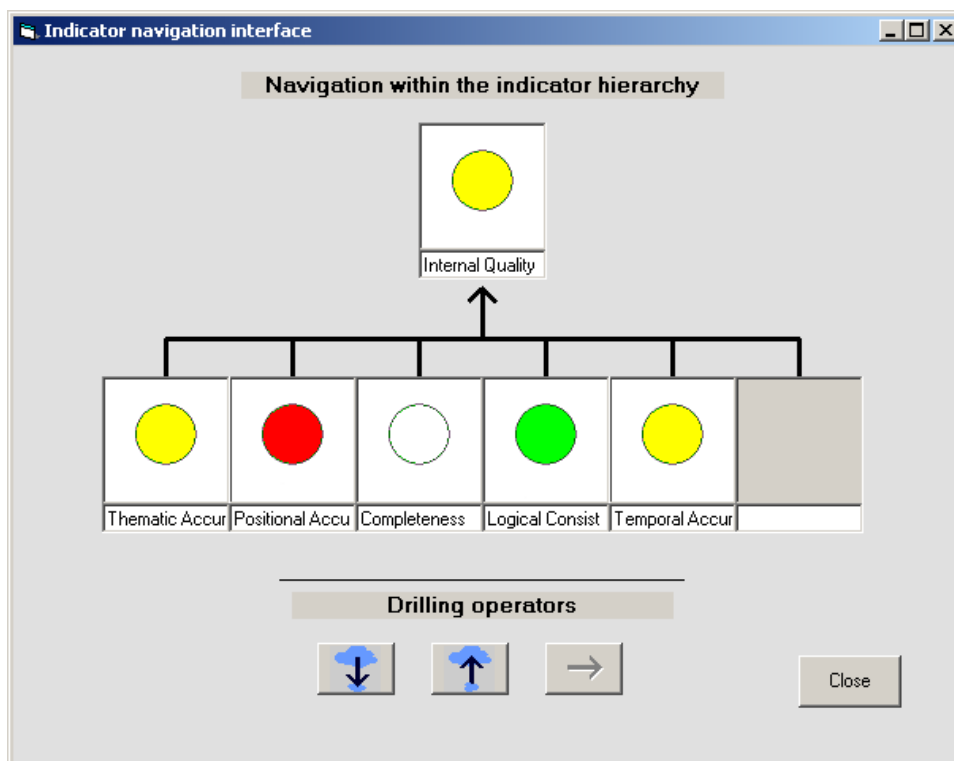 Indicator navigation interface
Navigation within the indicator hierarchy
Internal Quality
Thematic Accur
Positional Accu
Completeness
Logical Consist
Temporal Accur
Drilling operators
Close